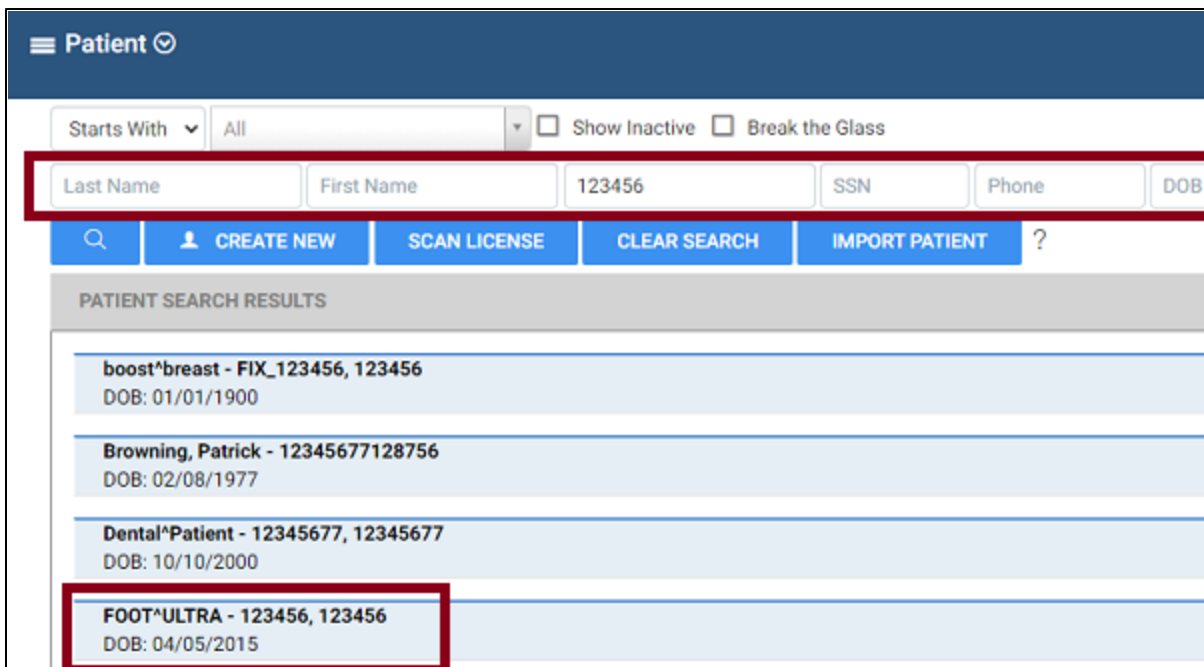 Patient
Starts With All Show Inactive Break the Glass
Last Name First Name 123456 SSN Phone DOB
CREATE NEW SCAN LICENSE CLEAR SEARCH IMPORT PATIENT ?
PATIENT SEARCH RESULTS
boost^breast - FIX_123456, 123456
DOB: 01/01/1900
Browning, Patrick - 12345677128756
DOB: 02/08/1977
Dental^Patient - 12345677, 12345677
DOB: 10/10/2000
FOOT^ULTRA - 123456, 123456
DOB: 04/05/2015